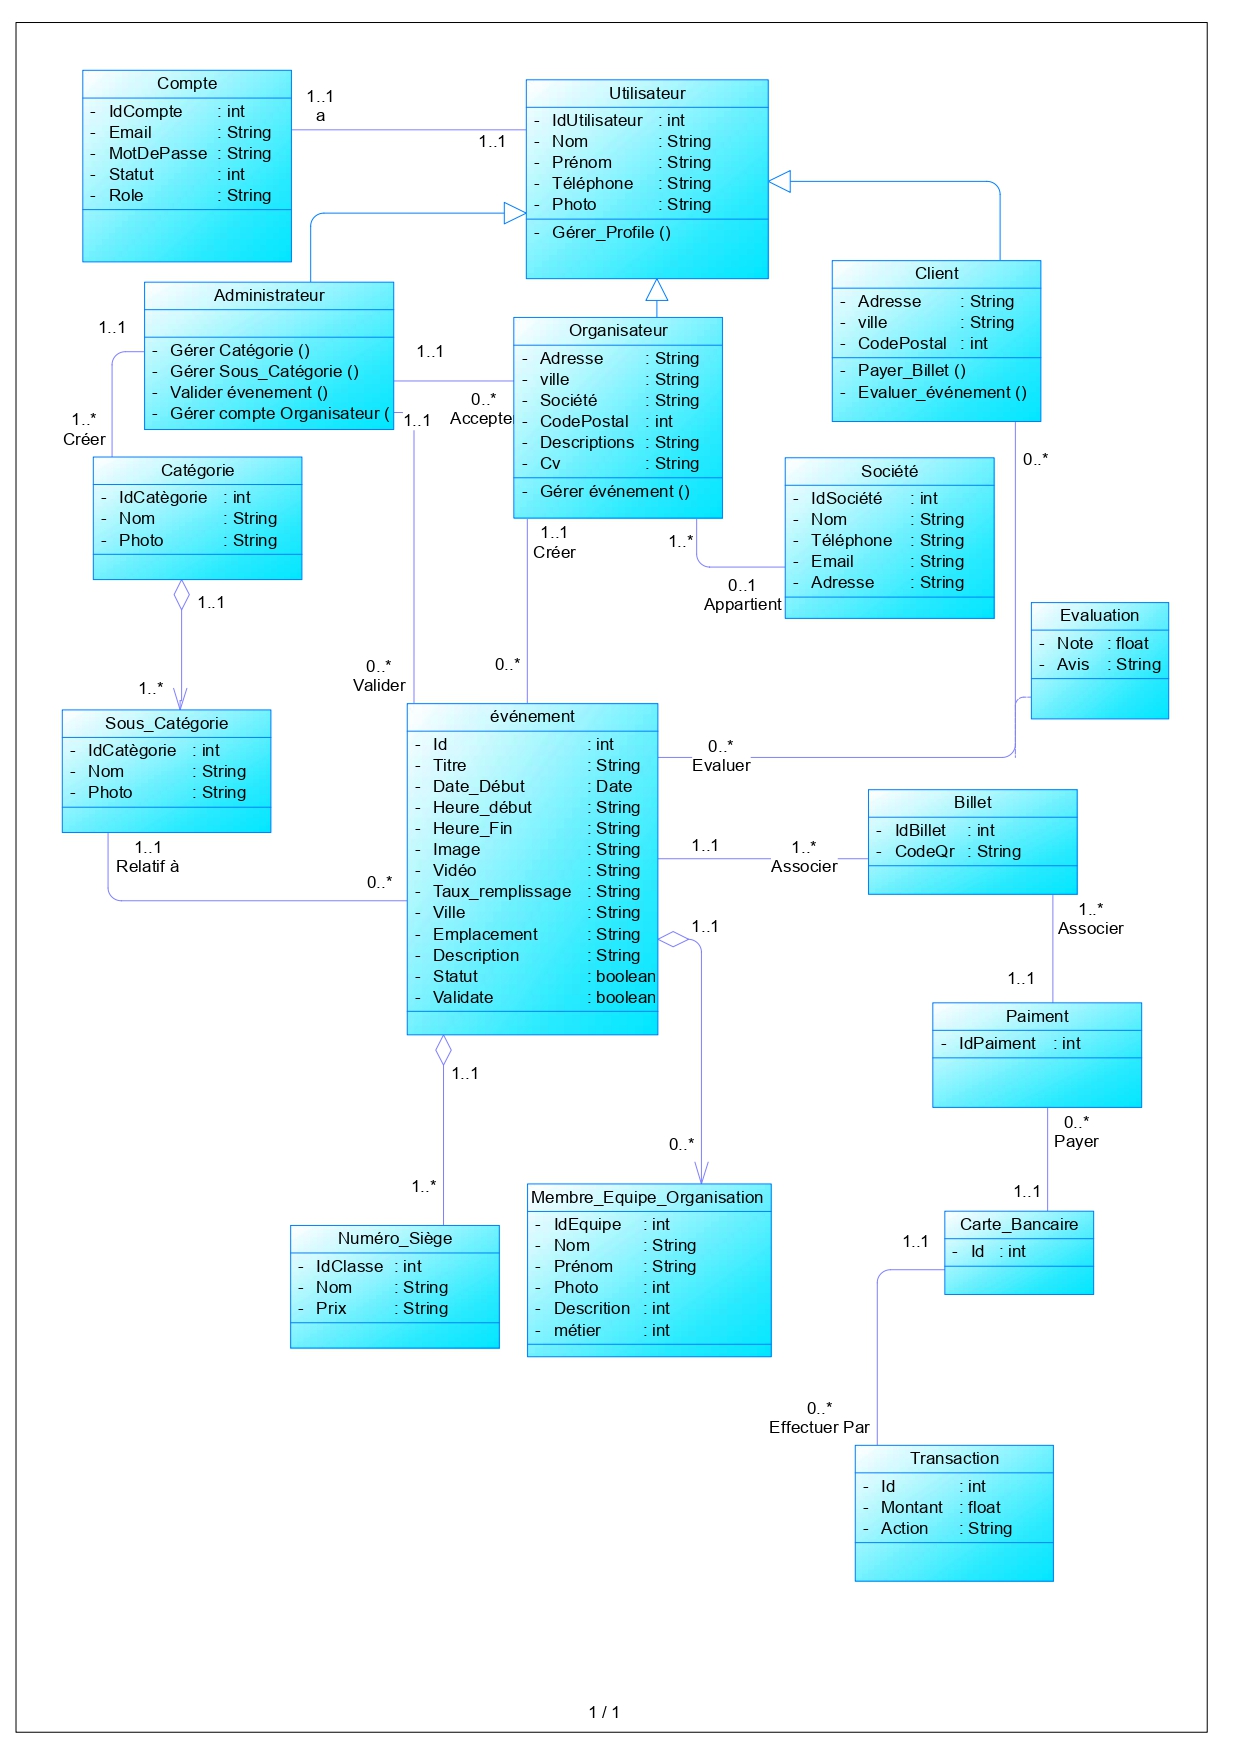 Compte
- IdCompte : int
- Email : String
- MotDePasse : String
- Statut : int
- Role : String
1..1
a
1..1
Utilisateur
- IdUtilisateur : int
- Nom : String
- Prénom : String
- Téléphone : String
- Photo : String
- Gérer_Profile ()
Administrateur
- Gérer Catégorie ()
- Gérer Sous_Catégorie ()
- Valider évenement ()
- Gérer compte Organisateur (
Organisateur
- Adresse : String
- ville : String
- Société : String
- CodePostal : int
- Descriptions : String
- Cv : String
- Gérer événement ()
Client
- Adresse : String
- ville : String
- CodePostal : int
- Payer_Billet ()
- Evaluer_événement ()
1..1
1..*
Créer
1..1
0..*
Accepte
1..1
0..*
Catégorie
- IdCatègorie : int
- Nom : String
- Photo : String
Société
- IdSociété : int
- Nom : String
- Téléphone : String
- Email : String
- Adresse : String
1..1
Créer
1..*
0..1
Appartient
1..1
1..*
0..*
Valider
0..*
Evaluation
- Note : float
- Avis : String
Sous_Catégorie
- IdCatègorie : int
- Nom : String
- Photo : String
événement
- Id : int
- Titre : String
- Date_Début : Date
- Heure_début : String
- Heure_Fin : String
- Image : String
- Vidéo : String
- Taux_remplissage : String
- Ville : String
- Emplacement : String
- Description : String
- Statut : boolean
- Validate : boolean
0..*
Evaluer
Billet
- IdBillet : int
- CodeQr : String
1..1
Relatif à
0..*
1..1
1..*
Associer
1..1
1..*
Associer
1..1
Paiment
- IdPaiment : int
1..1
1..*
0..*
0..*
Payer
1..1
Numéro_Siège
- IdClasse : int
- Nom : String
- Prix : String
Membre_Equipe_Organisation
- IdEquipe : int
- Nom : String
- Prénom : String
- Photo : int
- Descrition : int
- métier : int
Carte_Bancaire
- Id : int
1..1
0..*
Effectuer Par
Transaction
- Id : int
- Montant : float
- Action : String
1 / 1